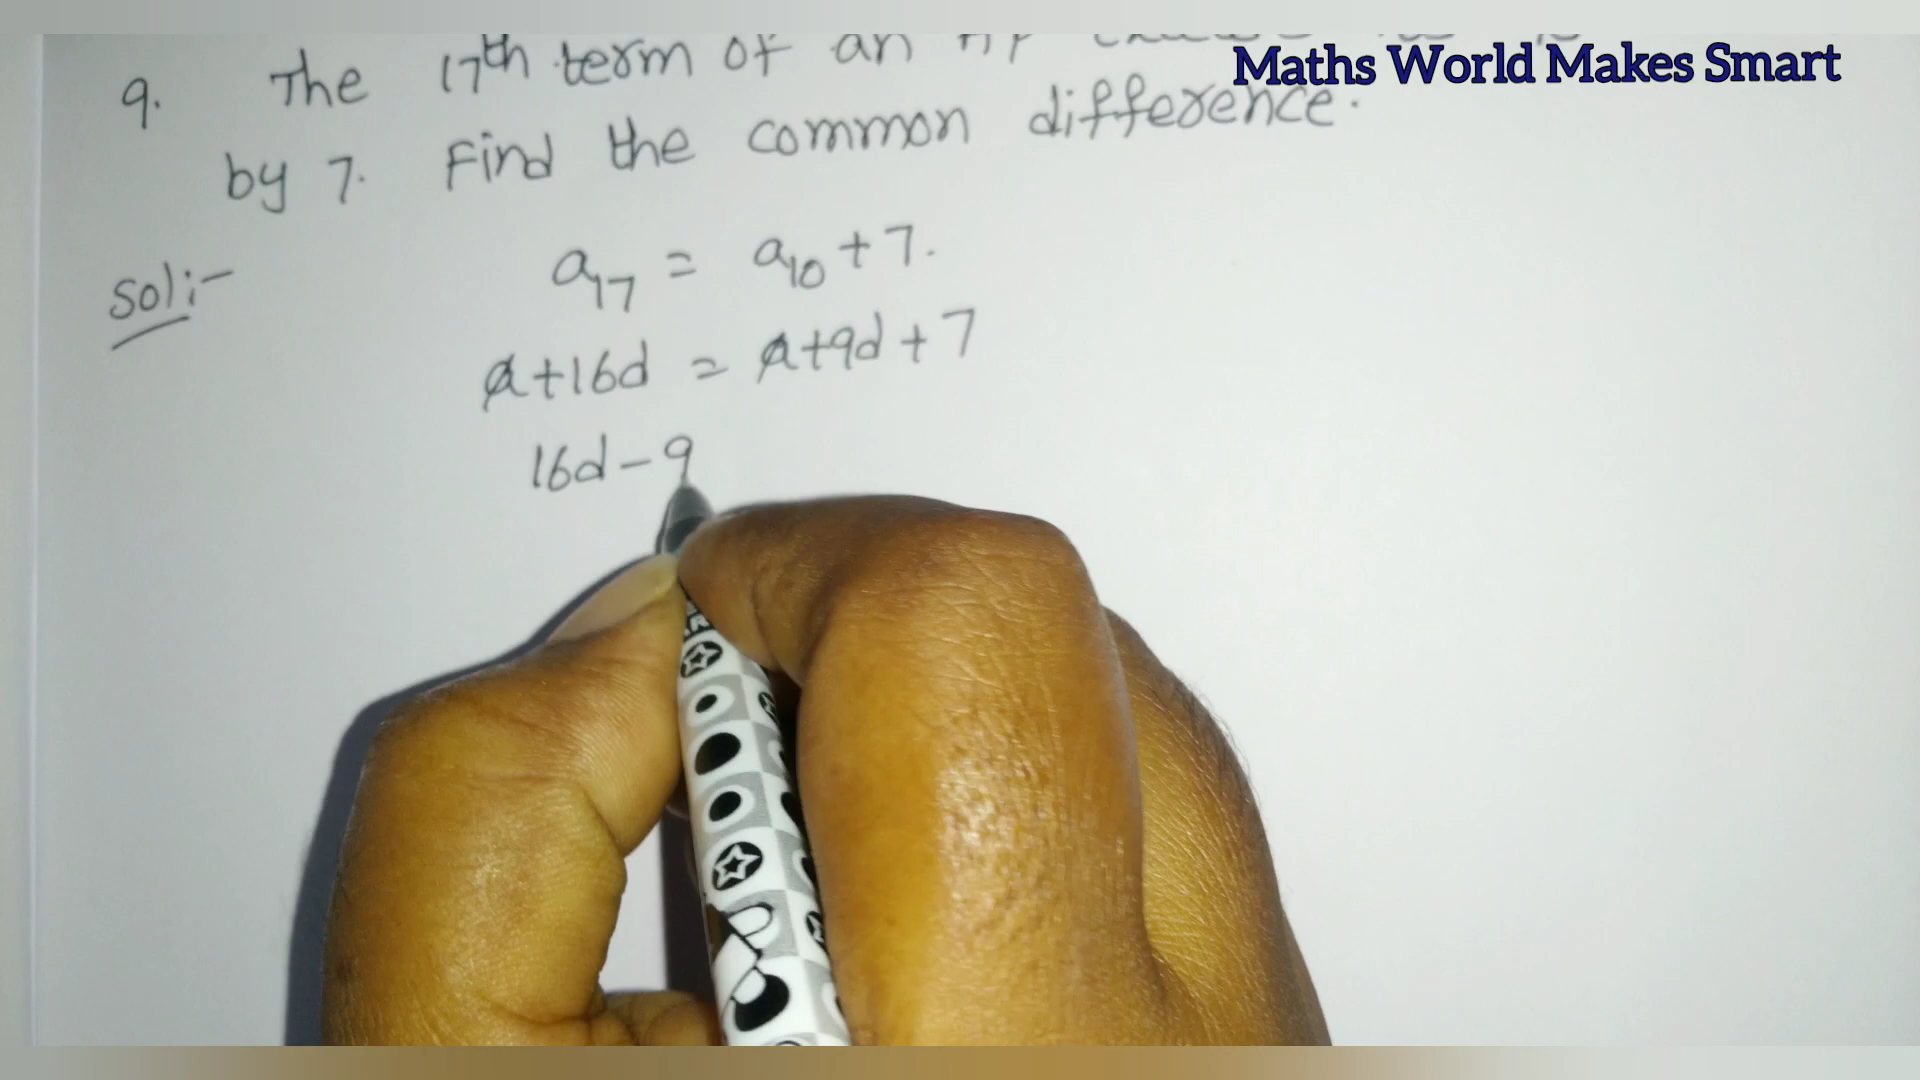 Maths World Makes Smart
9. The 17th term of an AP
by 7. Find the common difference.
Sol:- a17 = a10 + 7.
a+16d = a+9d+7
16d - 9